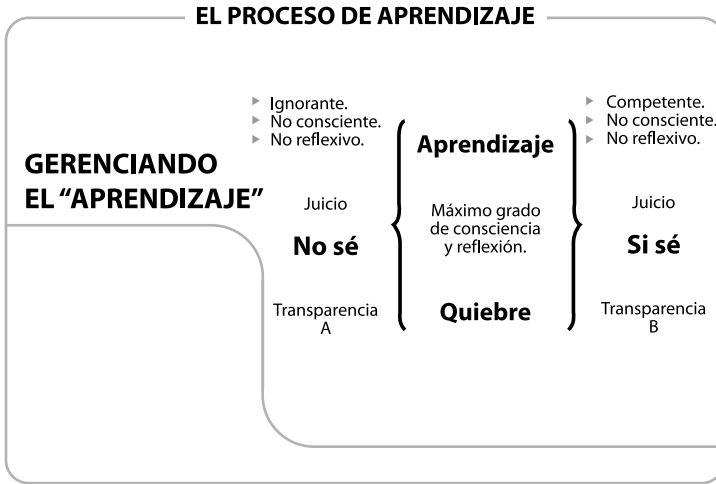 EL PROCESO DE APRENDIZAJE
GERENCIANDO
EL “APRENDIZAJE”
Ignorante.
No consciente.
No reflexivo.
Juicio
No sé
Transparencia
A
Aprendizaje
Máximo grado
de consciencia
y reflexión.
Quiebre
Competente.
No consciente.
No reflexivo.
Juicio
Si sé
Transparencia
B